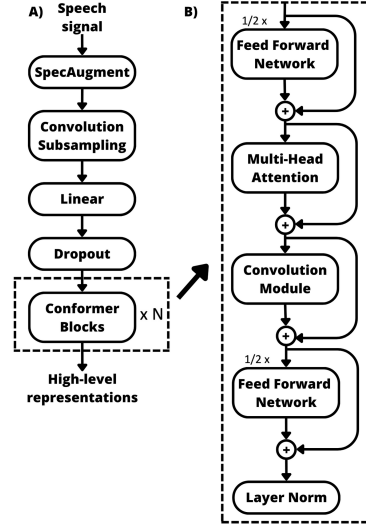 A)
Speech
signal
SpecAugment
Convolution
Subsampling
Linear
Dropout
Conformer
Blocks
x N
High-level
representations
B)
1/2 x
Feed Forward
Network
+
Multi-Head
Attention
+
Convolution
Module
+
1/2 x
Feed Forward
Network
+
Layer Norm